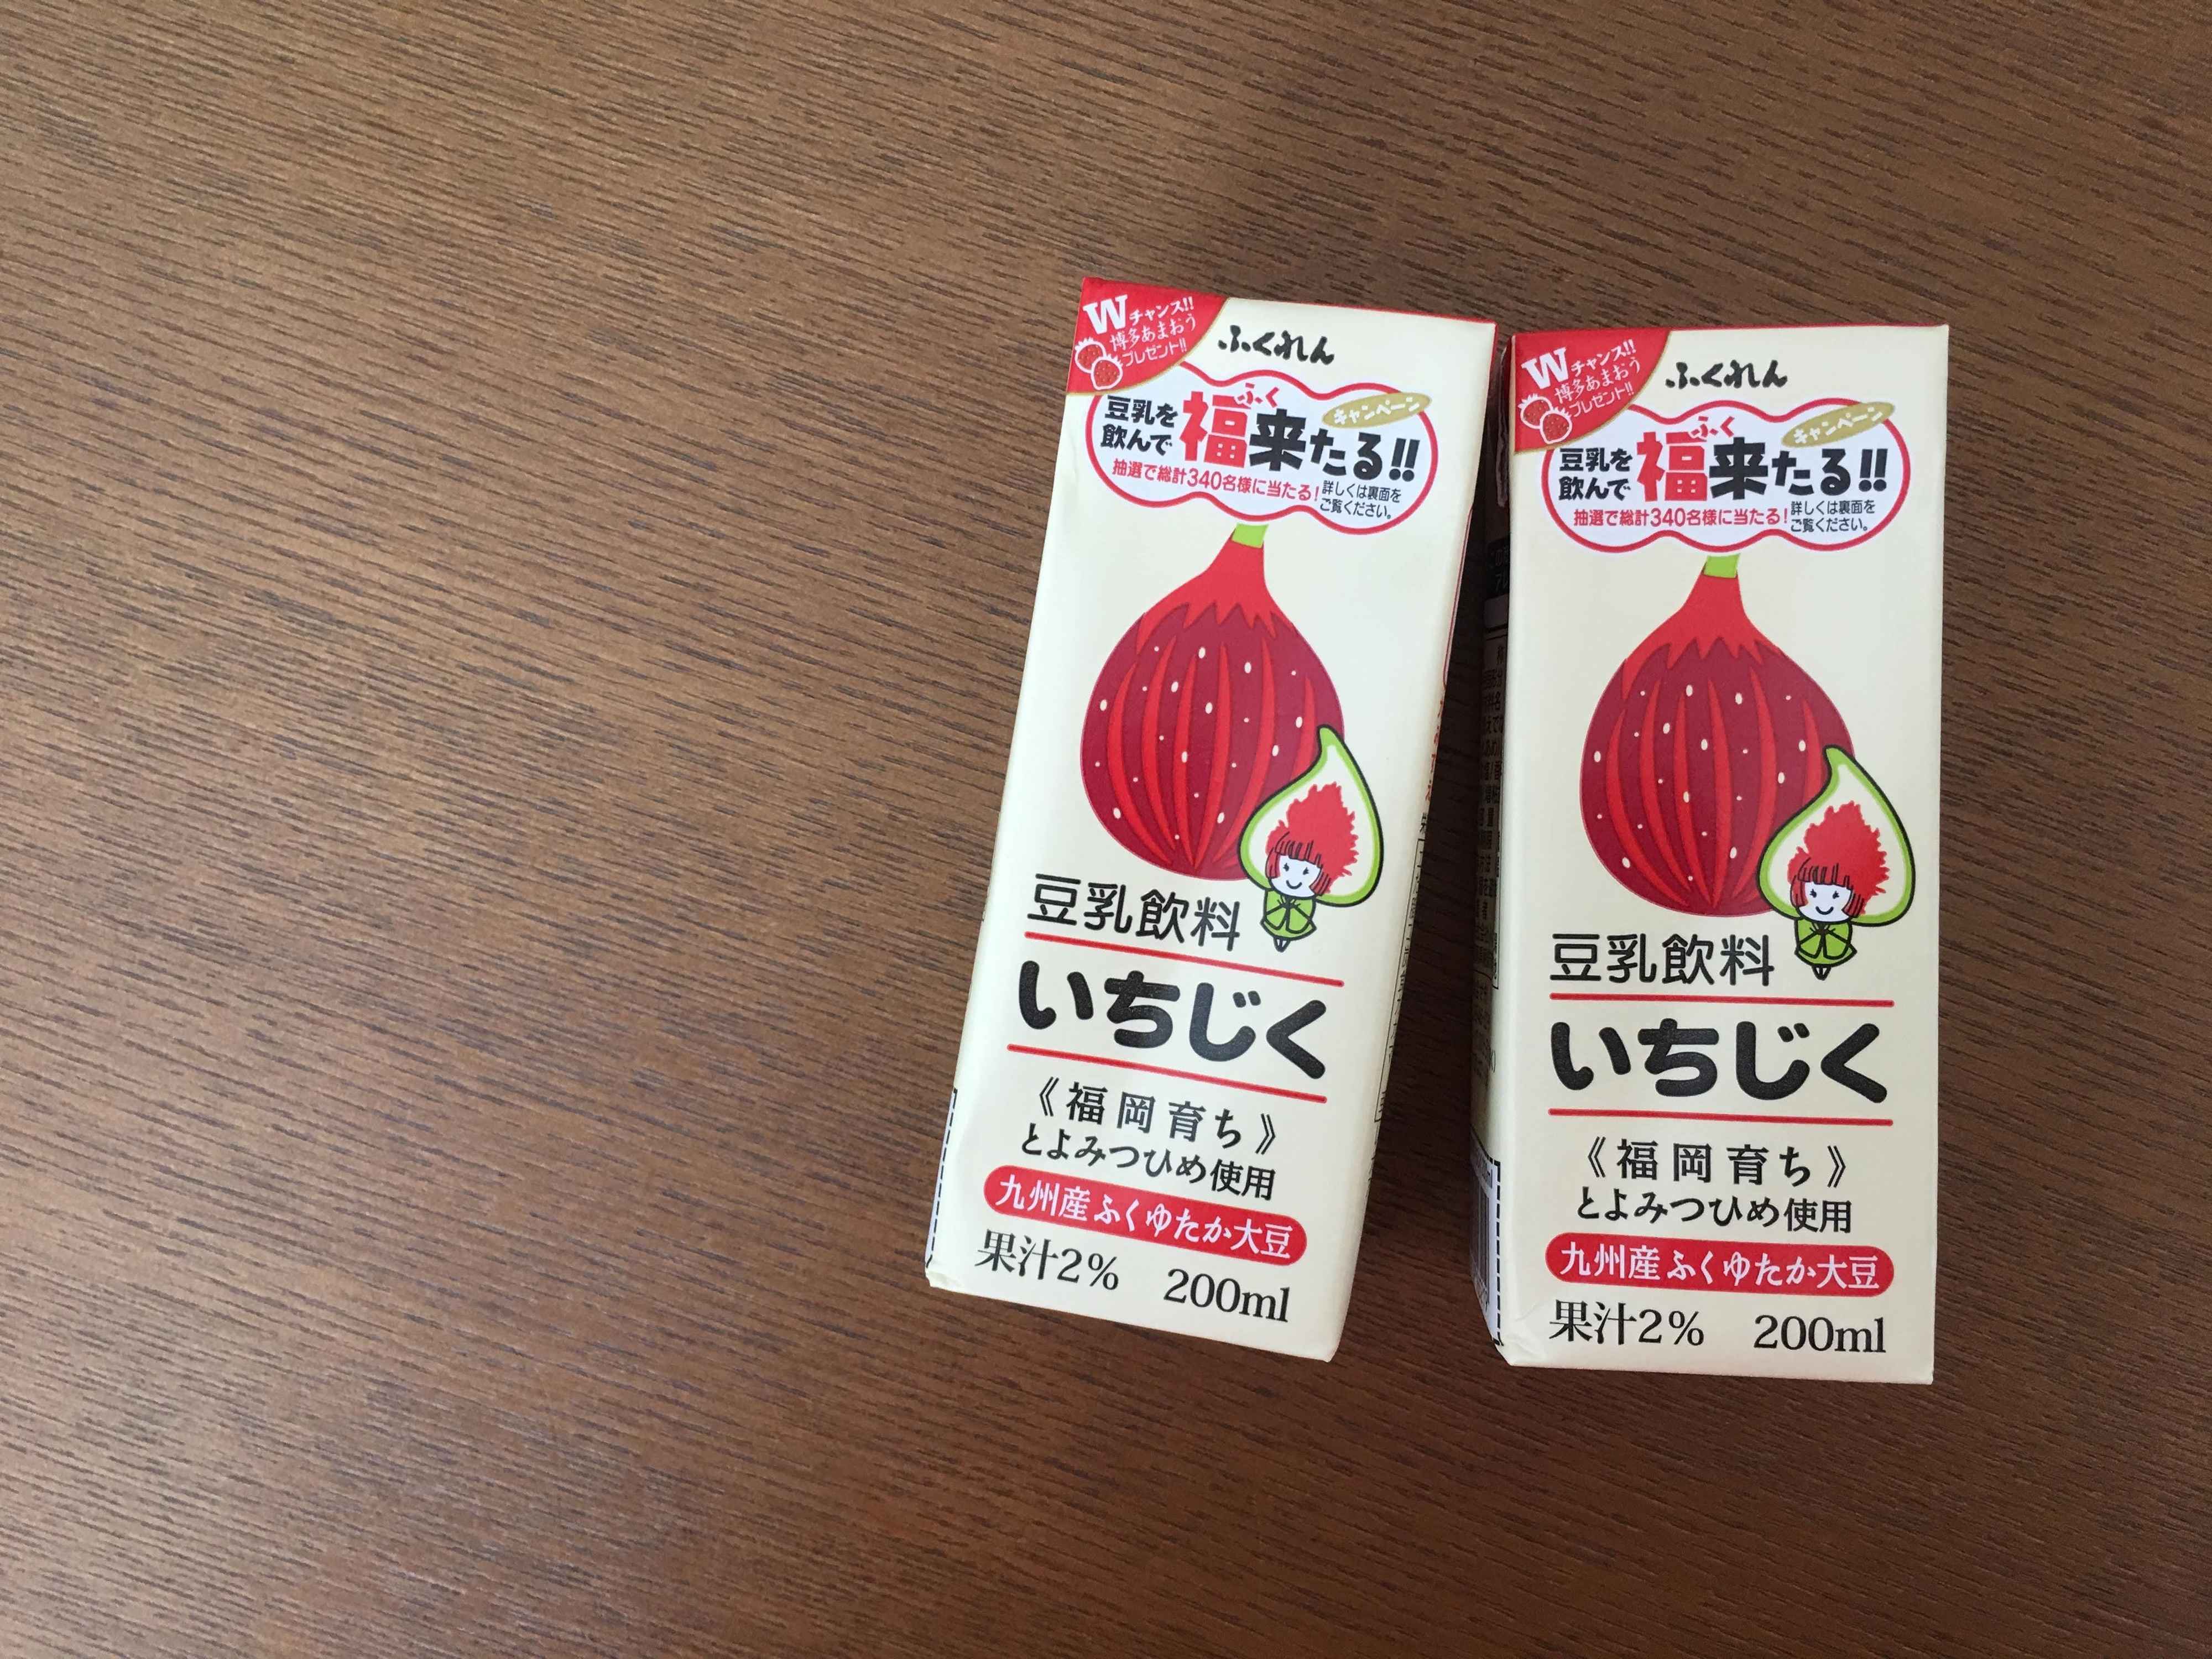 Wチャンス!!
博多あまおう
プレゼント!!
ふくれん
キャンペーン
豆乳を
飲んで
ふく
福来たる!!
抽選で総計340名様に当たる!
詳しくは裏面を
ご覧ください。
豆乳飲料
いちじく
《福岡育ち》
とよみつひめ使用
九州産ふくゆたか大豆
果汁2% 200ml
Wチャンス!!
博多あまおう
プレゼント!!
ふくれん
キャンペーン
豆乳を
飲んで
ふく
福来たる!!
抽選で総計340名様に当たる!
詳しくは裏面を
ご覧ください。
豆乳飲料
いちじく
《福岡育ち》
とよみつひめ使用
九州産ふくゆたか大豆
果汁2% 200ml